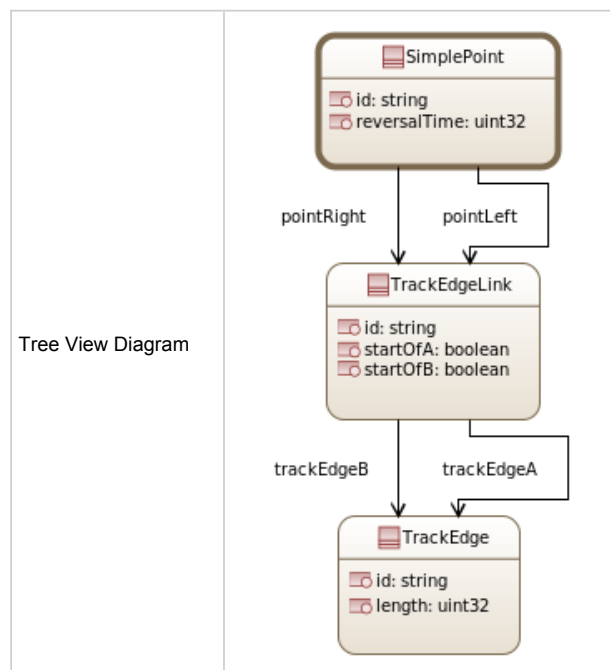 SimplePoint
id: string
reversalTime: uint32
pointRight pointLeft
TrackEdgeLink
Tree View Diagram
id: string
startOfA: boolean
startOfB: boolean
trackEdgeB trackEdgeA
TrackEdge
id: string
length: uint32